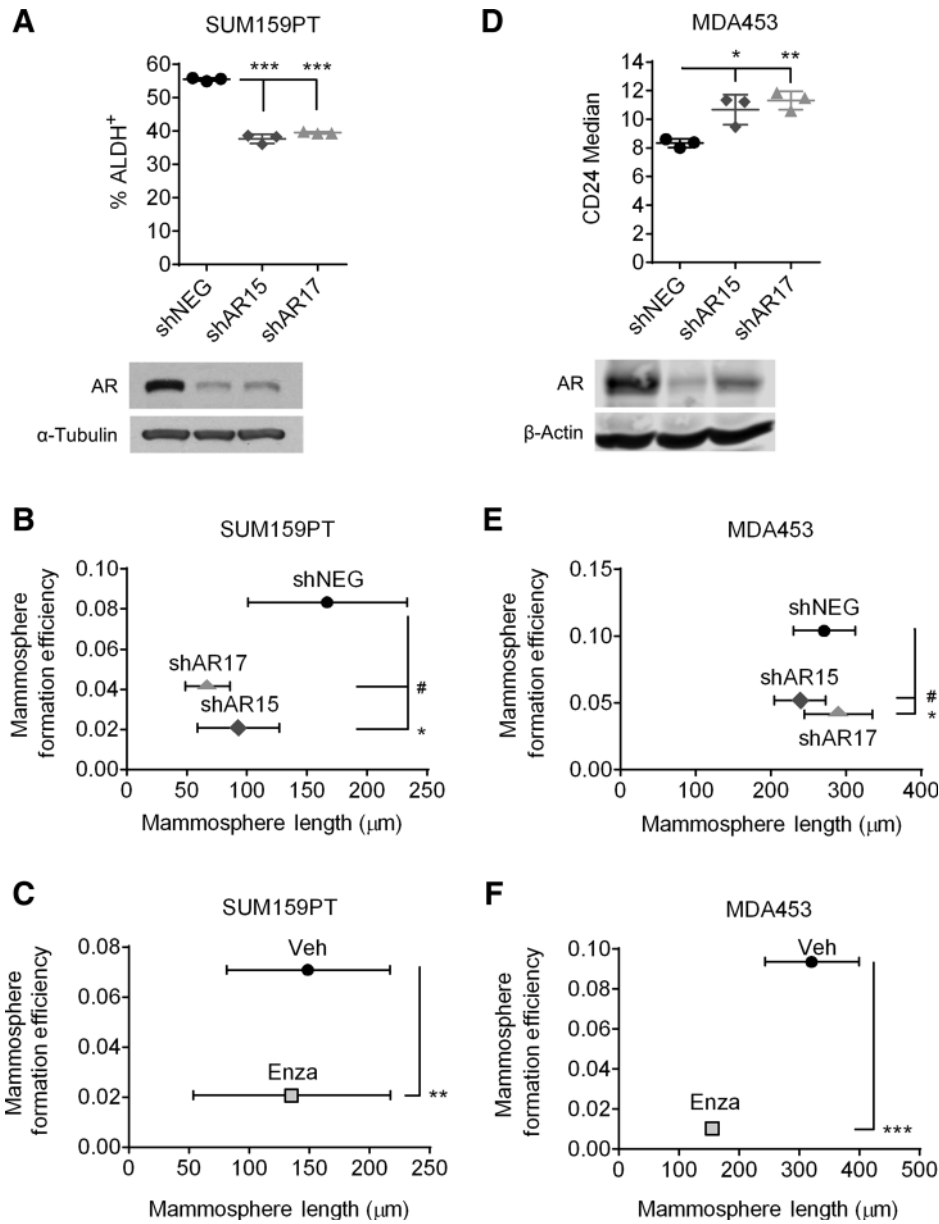 A
SUM159PT
*** ***
60
50
40
30
20
10
0
% ALDH+
shNEG
shAR15
shAR17
AR
α-Tubulin
B
SUM159PT
0.10
0.08
0.06
0.04
0.02
0.00
Mammosphere
formation efficiency
shNEG
shAR17
shAR15
#
*
0 50 100 150 200 250
Mammosphere length (μm)
C
SUM159PT
0.08
0.06
0.04
0.02
0.00
Mammosphere
formation efficiency
Veh
Enza
**
0 50 100 150 200 250
Mammosphere length (μm)
D
MDA453
* **
14
12
10
8
6
4
2
0
CD24 Median
shNEG
shAR15
shAR17
AR
β-Actin
E
MDA453
0.15
0.10
0.05
0.00
Mammosphere
formation efficiency
shNEG
shAR15
shAR17
#
*
0 100 200 300 400
Mammosphere length (μm)
F
MDA453
0.10
0.08
0.06
0.04
0.02
0.00
Mammosphere
formation efficiency
Veh
Enza
***
0 100 200 300 400 500
Mammosphere length (μm)